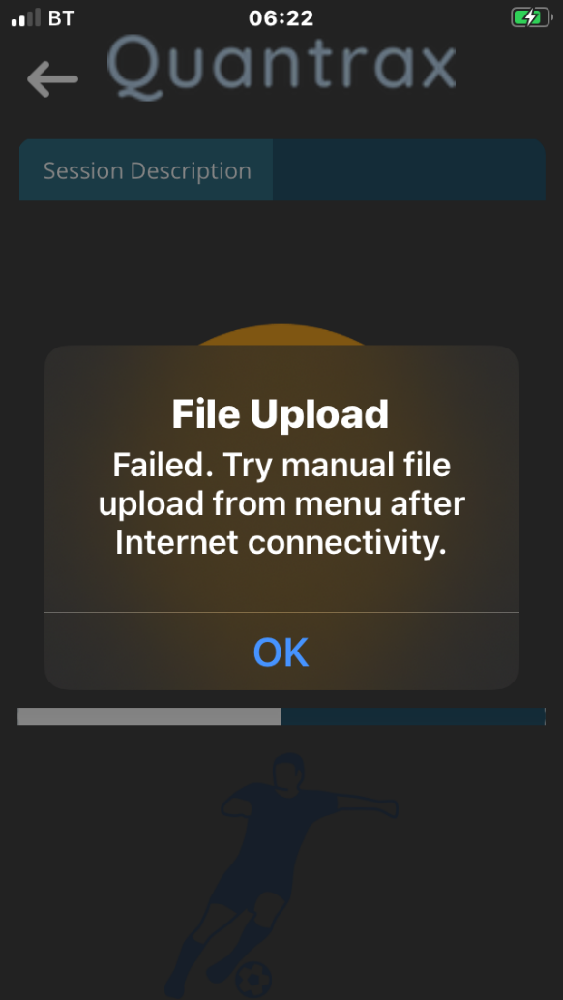 BT
06:22
Quantrax
Session Description
File Upload
Failed. Try manual file
upload from menu after
Internet connectivity.
OK